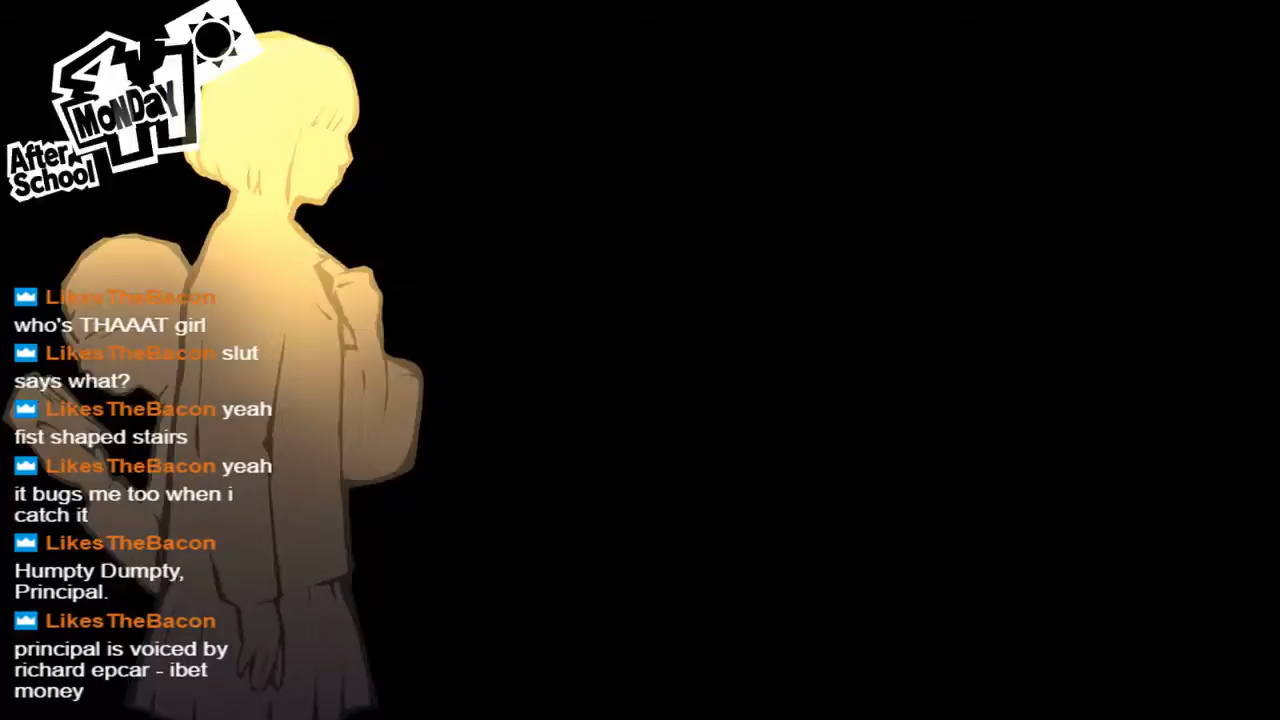 4/11
MONDaY
After
School
LikesTheBacon
who's THAAAT girl
LikesTheBacon slut
says what?
LikesTheBacon yeah
fist shaped stairs
LikesTheBacon yeah
it bugs me too when i
catch it
LikesTheBacon
Humpty Dumpty,
Principal.
LikesTheBacon
principal is voiced by
richard epcar - ibet
money